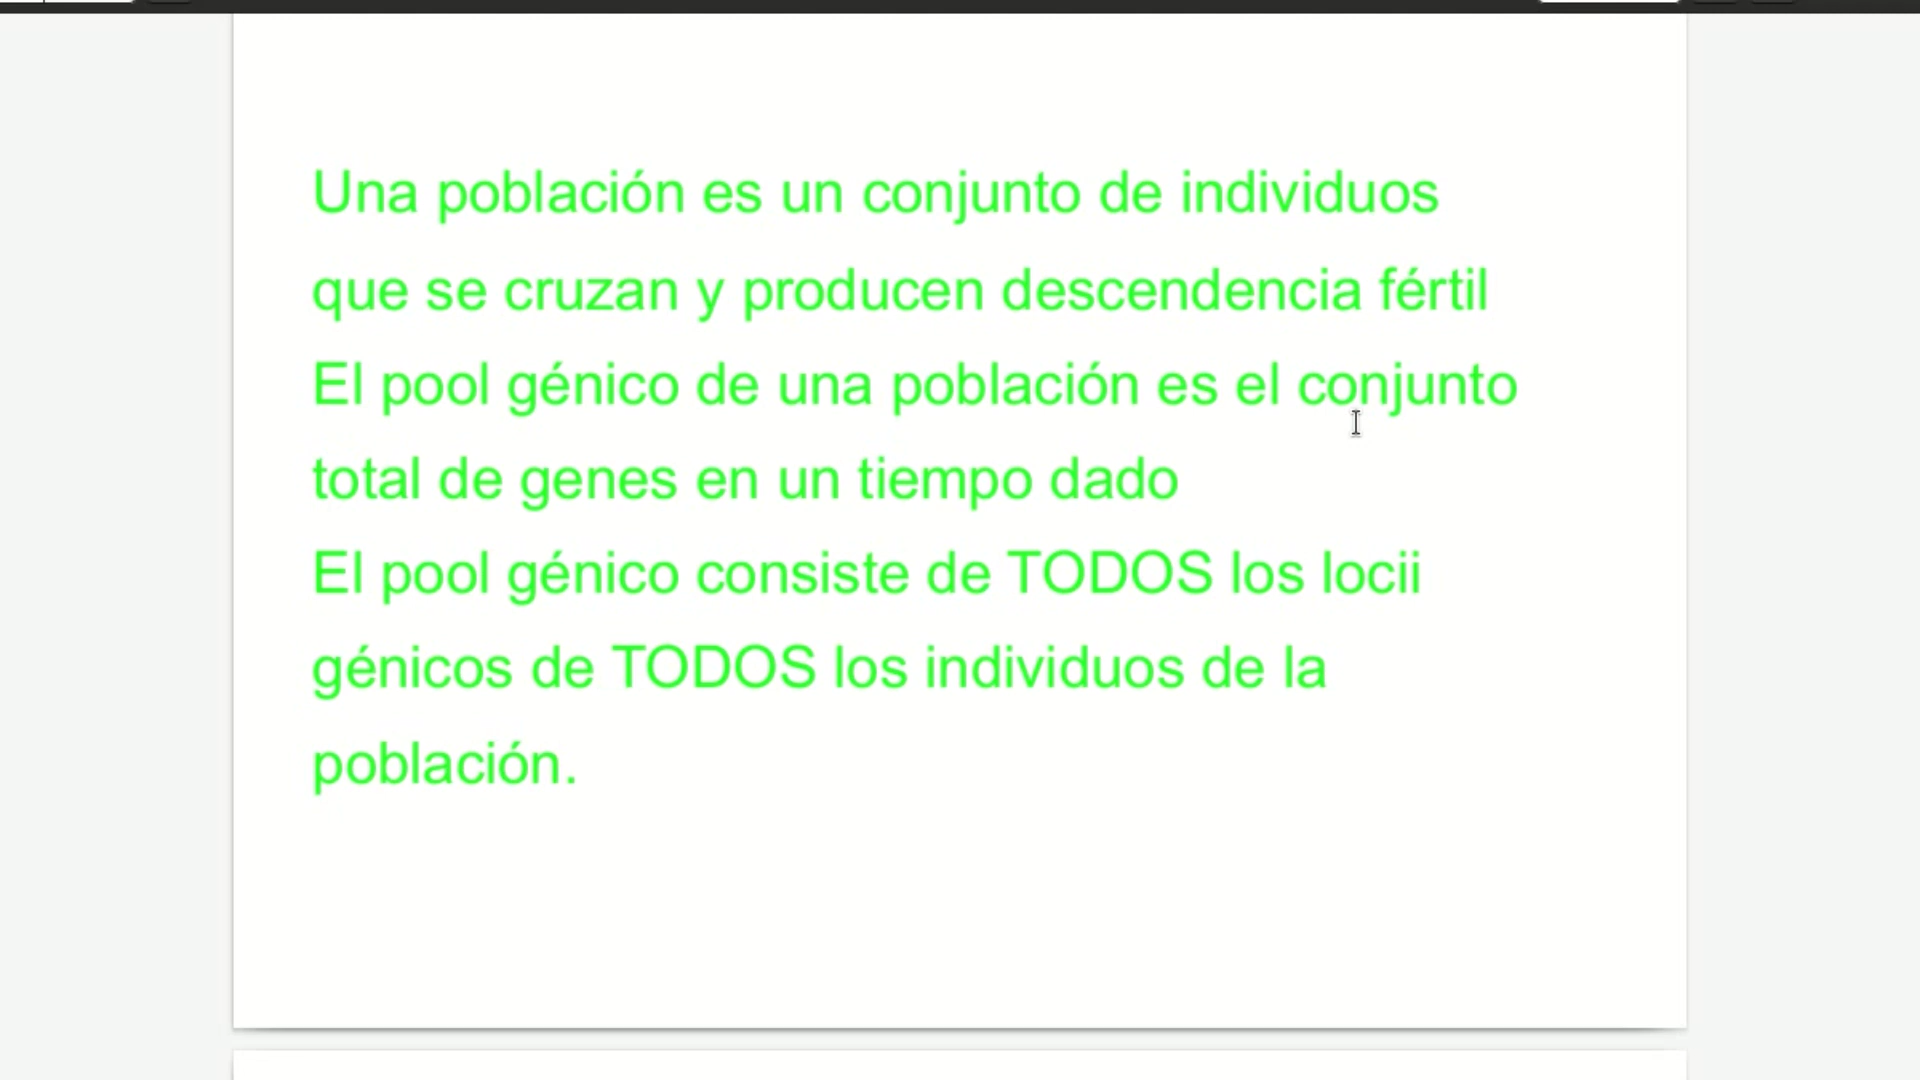 Una población es un conjunto de individuos
que se cruzan y producen descendencia fértil
El pool génico de una población es el conjunto
total de genes en un tiempo dado
El pool génico consiste de TODOS los locii
génicos de TODOS los individuos de la
población.